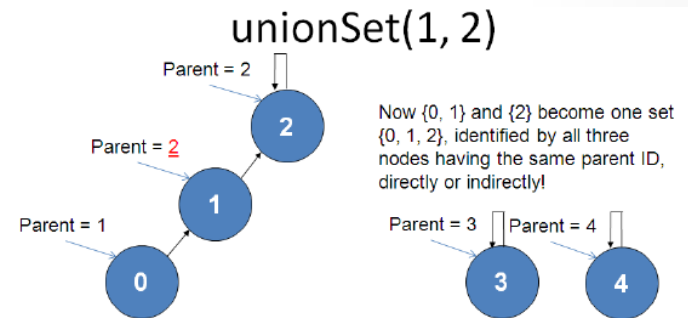 unionSet(1, 2)
Parent = 2
2
Now {0, 1} and {2} become one set
{0, 1, 2}, identified by all three
nodes having the same parent ID,
directly or indirectly!
Parent = 2
1
Parent = 1
0
Parent = 3
Parent = 4
3
4